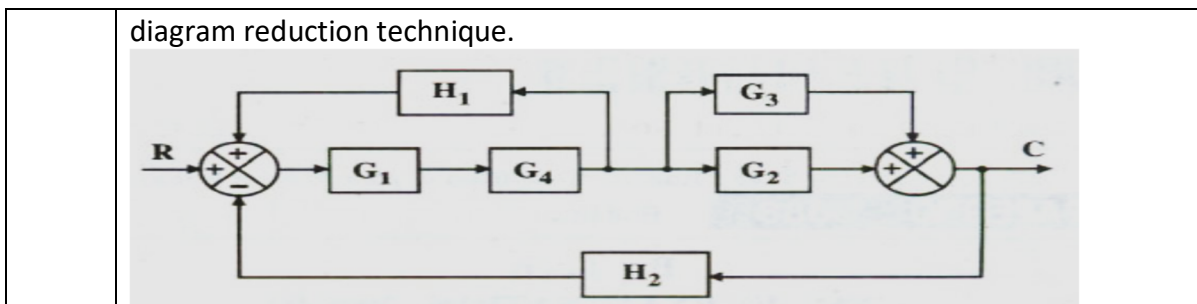 diagram reduction technique.
H1
G3
R
+
+
−
G1
G4
G2
+
+
C
H2